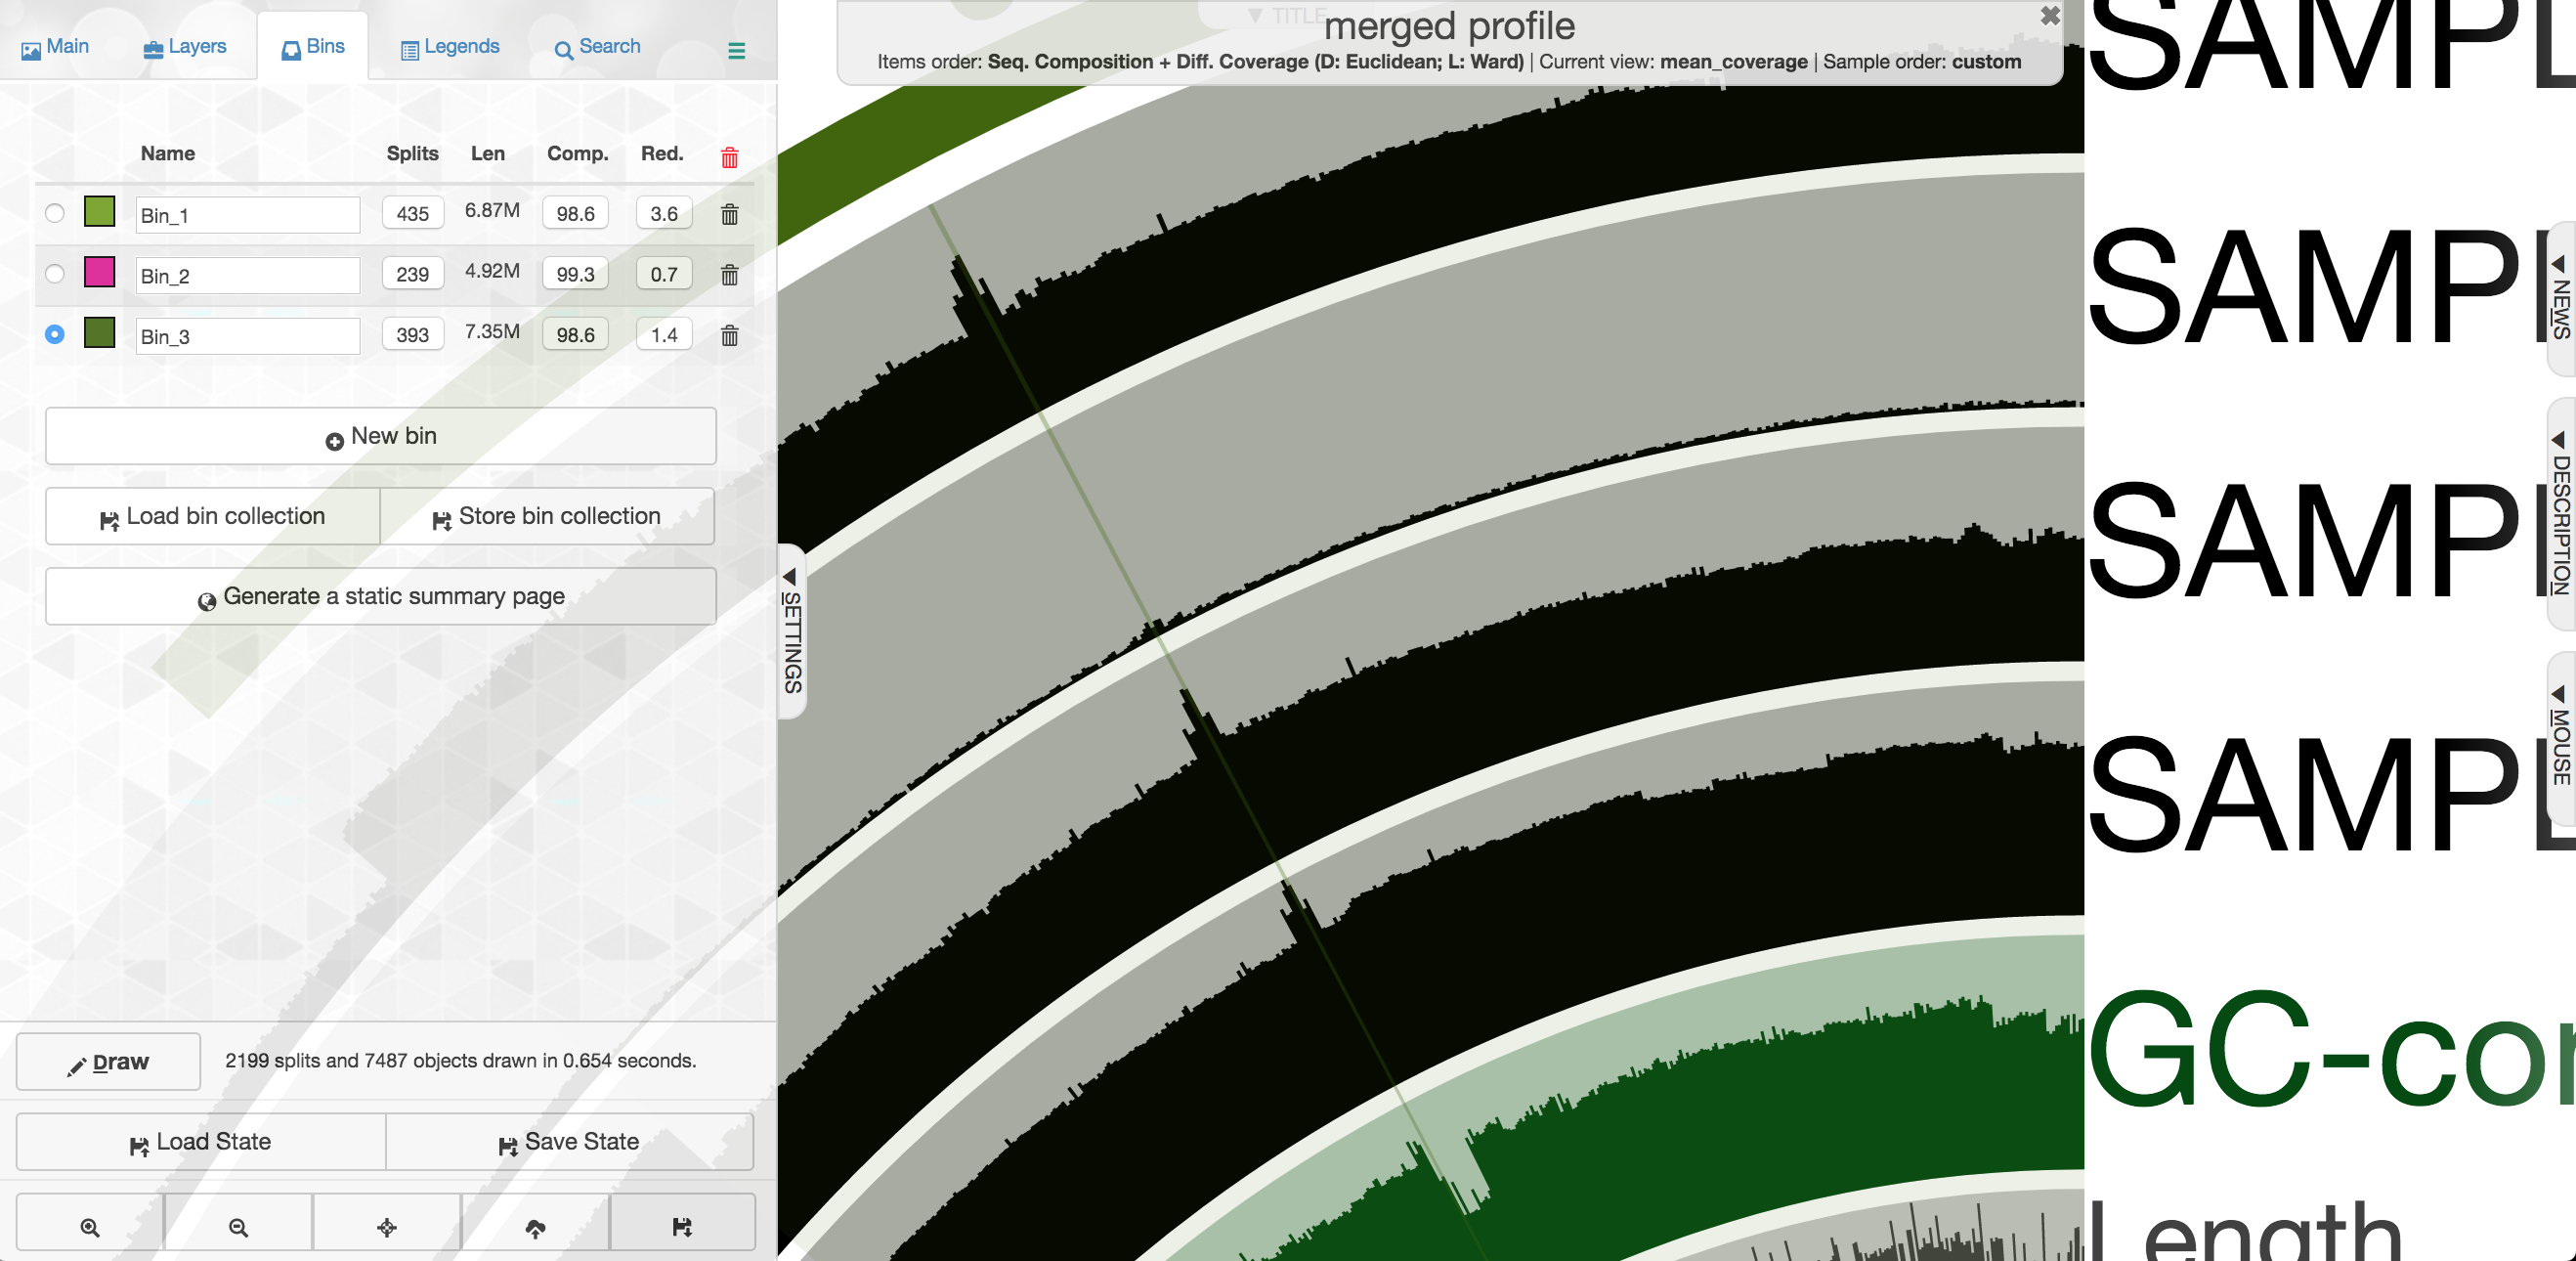 Main Layers Bins Legends Search
▼ TITLE
merged profile
Items order: Seq. Composition + Diff. Coverage (D: Euclidean; L: Ward) | Current view: mean_coverage | Sample order: custom
Name Splits Len Comp. Red.
Bin_1 435 6.87M 98.6 3.6
Bin_2 239 4.92M 99.3 0.7
Bin_3 393 7.35M 98.6 1.4
New bin
Load bin collection Store bin collection
Generate a static summary page
Draw 2199 splits and 7487 objects drawn in 0.654 seconds.
Load State Save State
SETTINGS
SAMPL
SAMPL
SAMPL
SAMPL
GC-con
Length
NEWS
DESCRIPTION
MOUSE